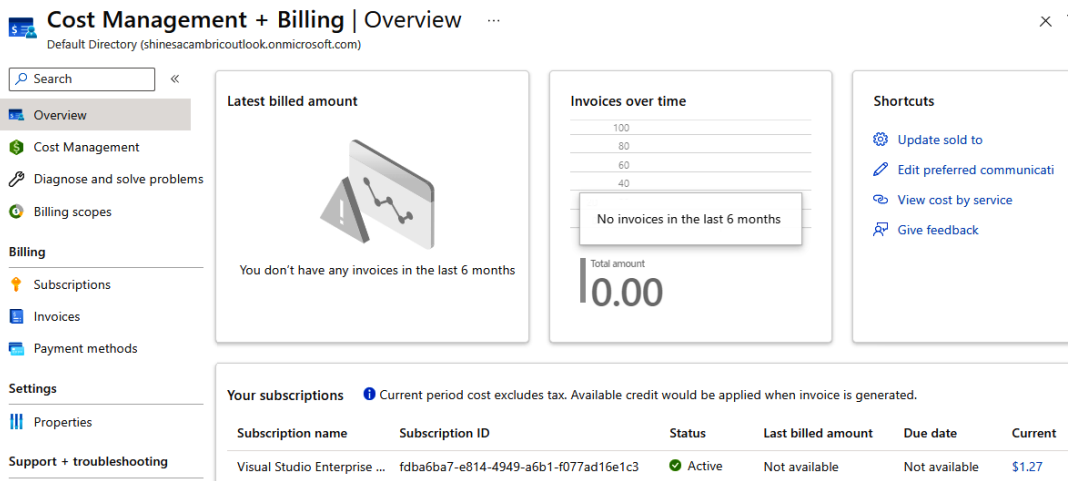 Cost Management + Billing | Overview ...
Default Directory (shinesacambricoutlook.onmicrosoft.com)
Search
Overview
Cost Management
Diagnose and solve problems
Billing scopes
Billing
Subscriptions
Invoices
Payment methods
Settings
Properties
Support + troubleshooting
Latest billed amount
You don't have any invoices in the last 6 months
Invoices over time
100
80
60
40
No invoices in the last 6 months
Total amount
0.00
Shortcuts
Update sold to
Edit preferred communicati
View cost by service
Give feedback
Your subscriptions Current period cost excludes tax. Available credit would be applied when invoice is generated.
Subscription name Subscription ID Status Last billed amount Due date Current
Visual Studio Enterprise ... fdba6ba7-e814-4949-a6b1-f077ad16e1c3 Active Not available Not available $1.27